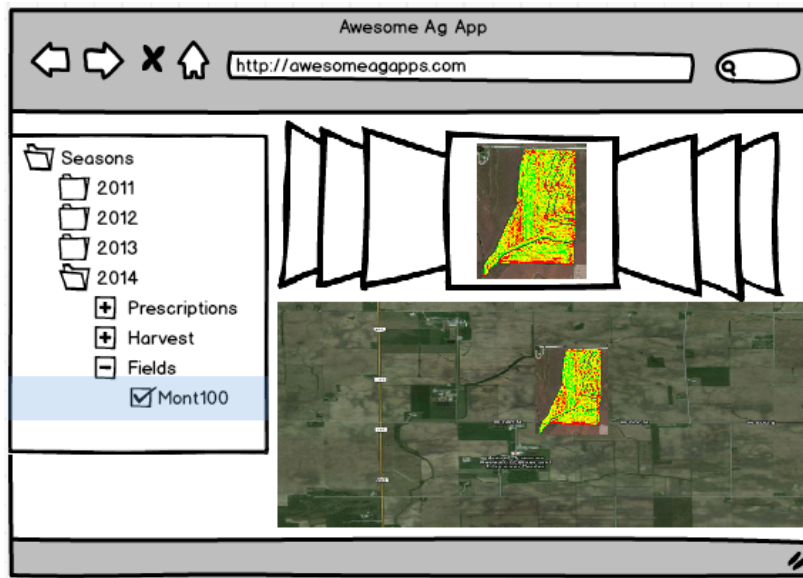 Awesome Ag App
http://awesomeagapps.com
Seasons
2011
2012
2013
2014
Prescriptions
Harvest
Fields
Mont100